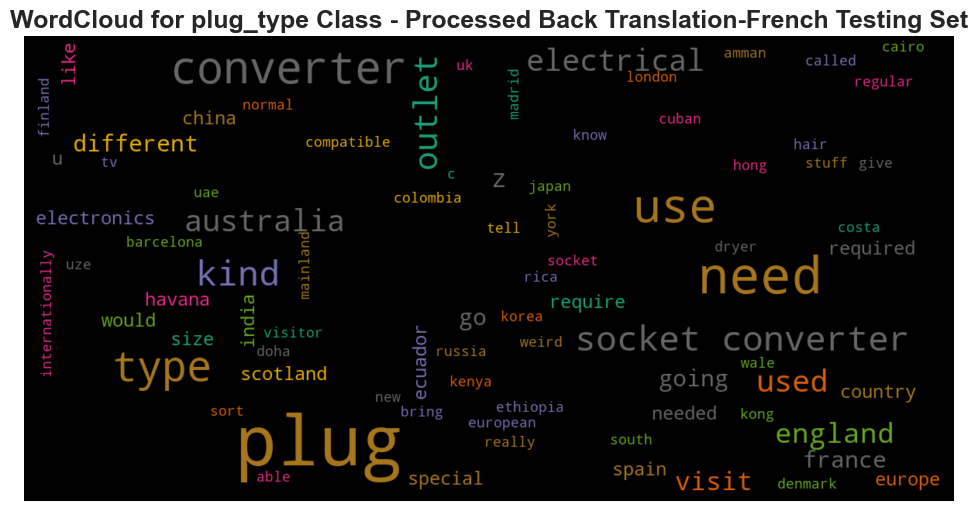 WordCloud for plug_type Class - Processed Back Translation-French Testing Set
converter
like
outlet
uk
electrical
amman
called
cairo
finland
normal
china
madrid
london
regular
different
compatible
cuban
know
hair
u
tv
c
z
hong
stuff
give
uae
colombia
japan
use
electronics
australia
tell
york
costa
barcelona
mainland
dryer
required
internationally
uze
kind
socket
rica
need
havana
india
require
would
size
visitor
go
korea
socket converter
doha
ecuador
russia
weird
type
scotland
kenya
going
wale
used
country
new
sort
plug
bring
ethiopia
european
needed
kong
england
really
south
france
able
special
spain
visit
denmark
europe